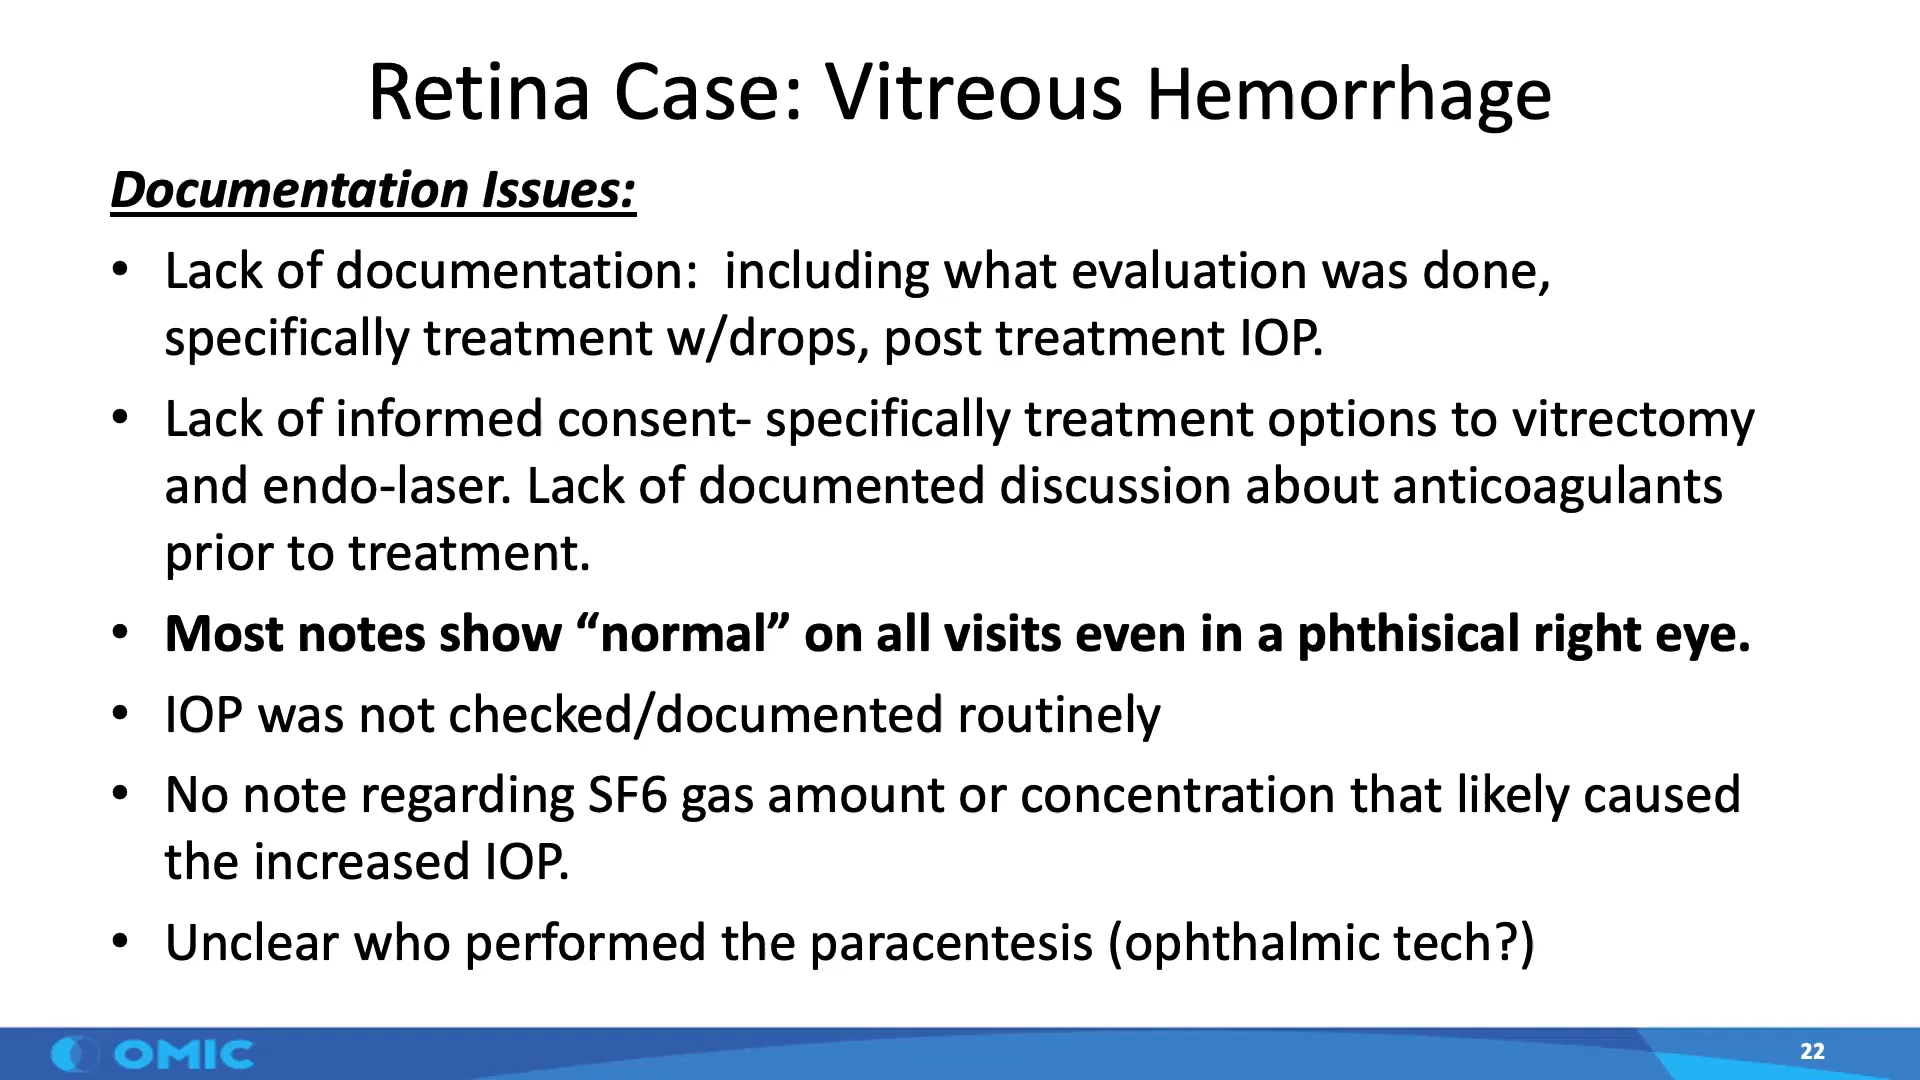 Retina Case: Vitreous Hemorrhage
Documentation Issues:
• Lack of documentation:  including what evaluation was done,
specifically treatment w/drops, post treatment IOP.
• Lack of informed consent- specifically treatment options to vitrectomy
and endo-laser. Lack of documented discussion about anticoagulants
prior to treatment.
• Most notes show “normal” on all visits even in a phthisical right eye.
• IOP was not checked/documented routinely
• No note regarding SF6 gas amount or concentration that likely caused
the increased IOP.
• Unclear who performed the paracentesis (ophthalmic tech?)
OMIC
22